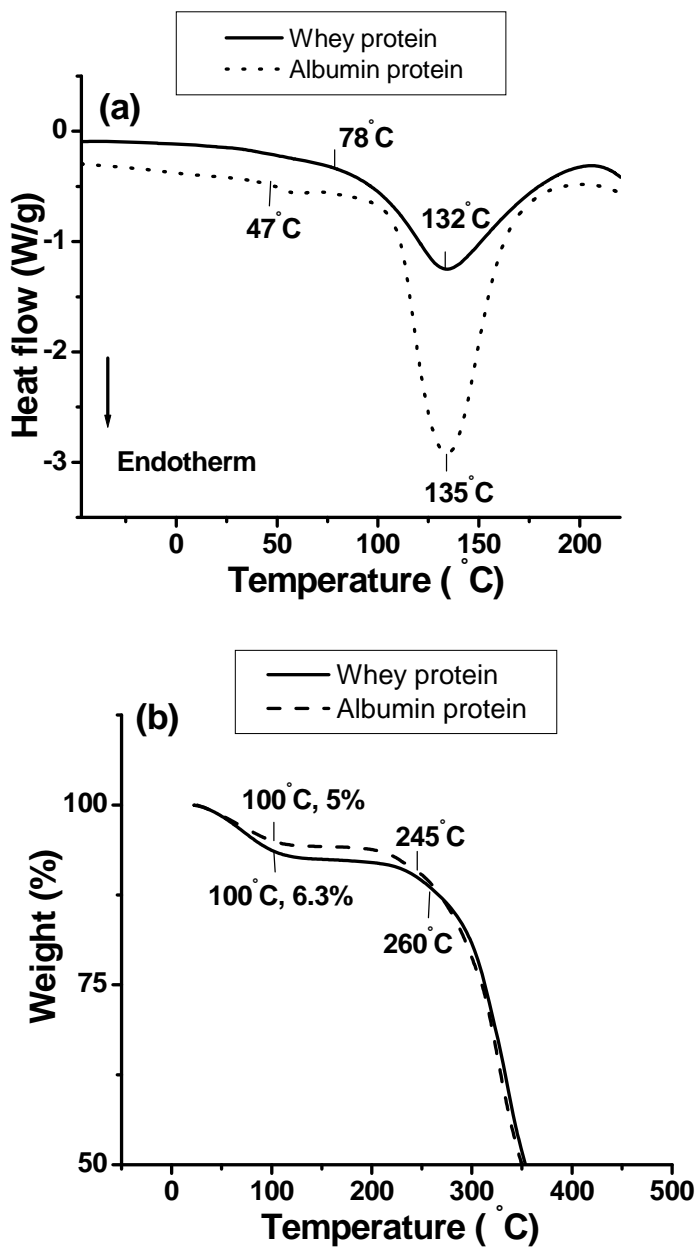 Whey protein
Albumin protein
(a)
0
-1
-2
-3
Heat flow (W/g)
78°C
47°C
132°C
135°C
Endotherm
0 50 100 150 200
Temperature ( °C)
Whey protein
Albumin protein
(b)
100
75
50
Weight (%)
100°C, 5%
100°C, 6.3%
245°C
260°C
0 100 200 300 400 500
Temperature ( °C)